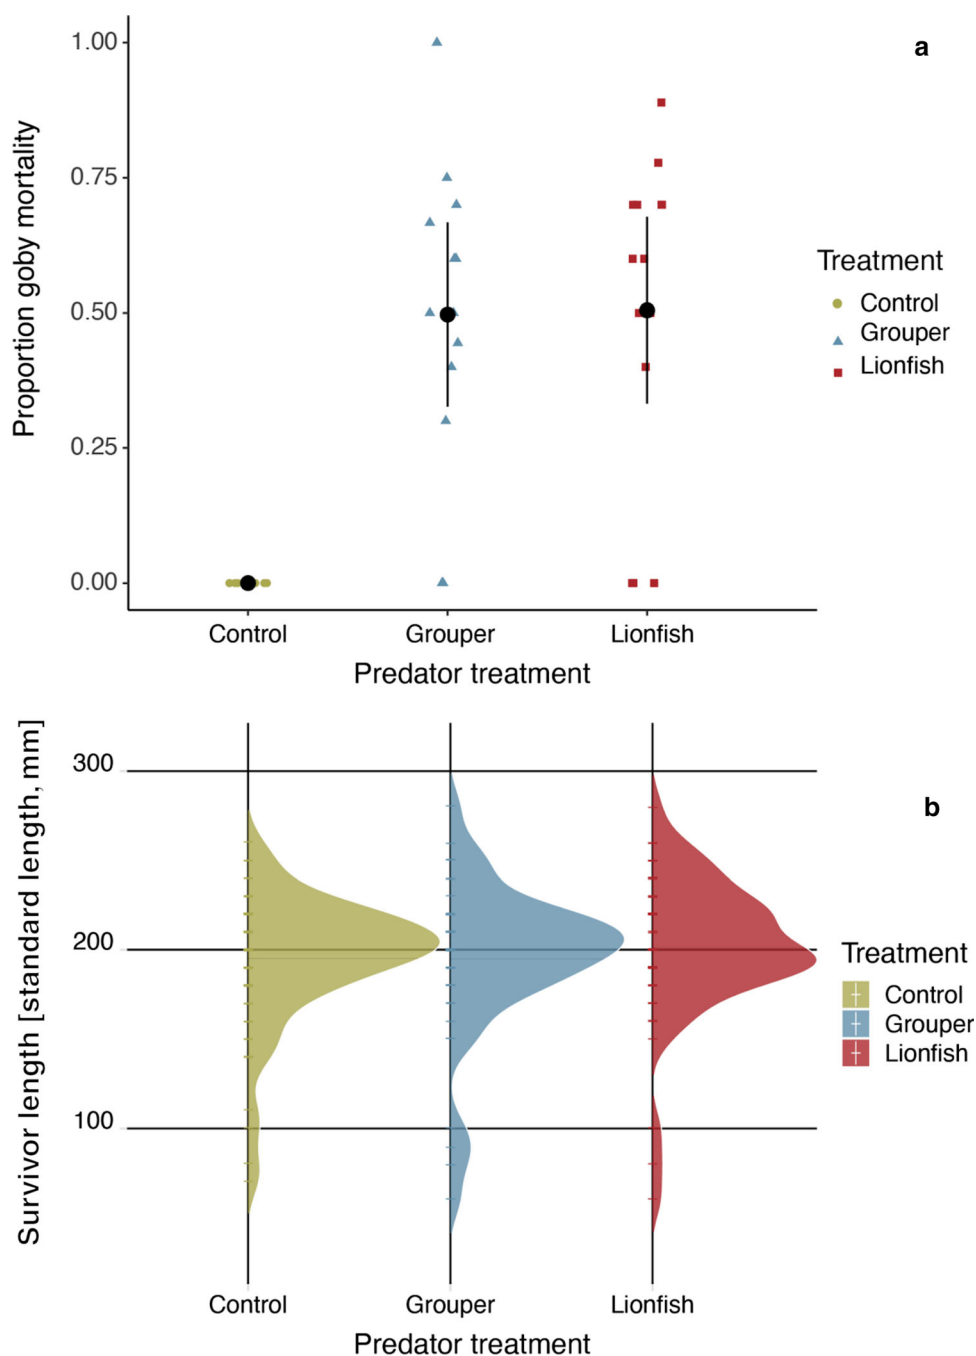 a
1.00
0.75
0.50
0.25
0.00
Proportion goby mortality
Control
Grouper
Lionfish
Predator treatment
Treatment
Control
Grouper
Lionfish
b
300
200
100
Survivor length [standard length, mm]
Control
Grouper
Lionfish
Predator treatment
Treatment
Control
Grouper
Lionfish